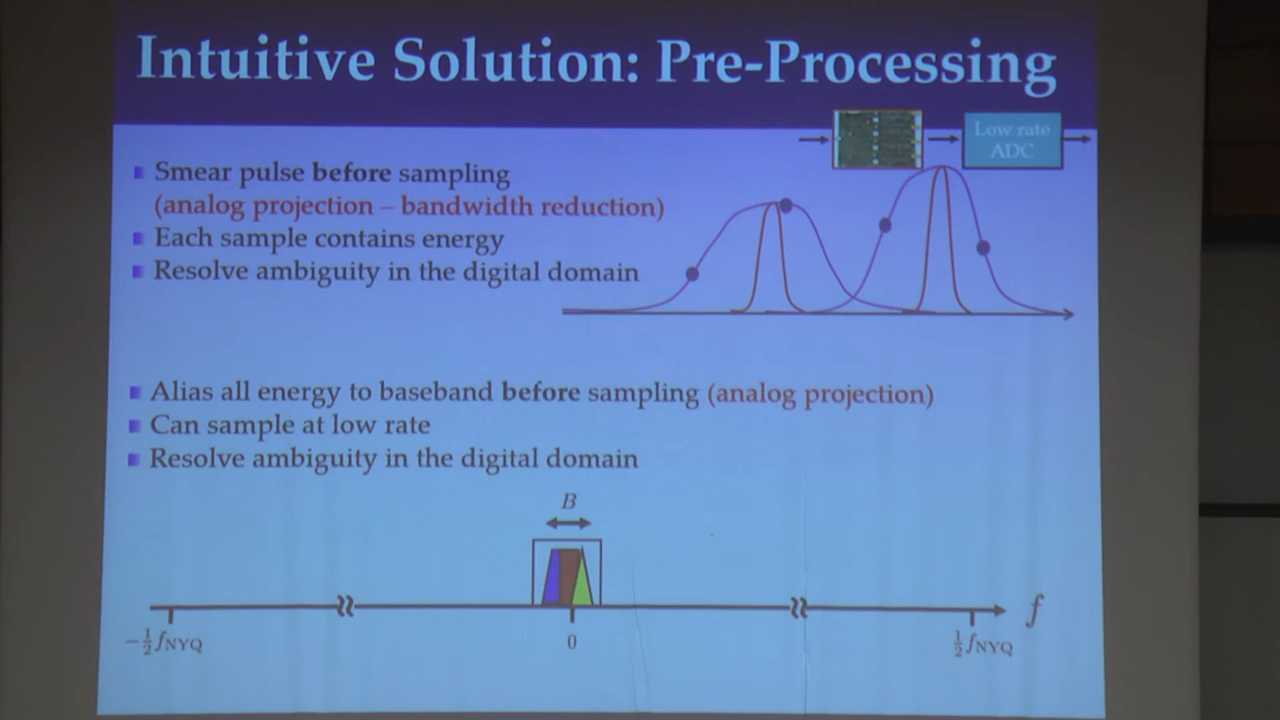 Intuitive Solution: Pre-Processing
Low rate
ADC
Smear pulse before sampling
(analog projection – bandwidth reduction)
Each sample contains energy
Resolve ambiguity in the digital domain
Alias all energy to baseband before sampling (analog projection)
Can sample at low rate
Resolve ambiguity in the digital domain
B
f
-½ fNYQ
0
½ fNYQ